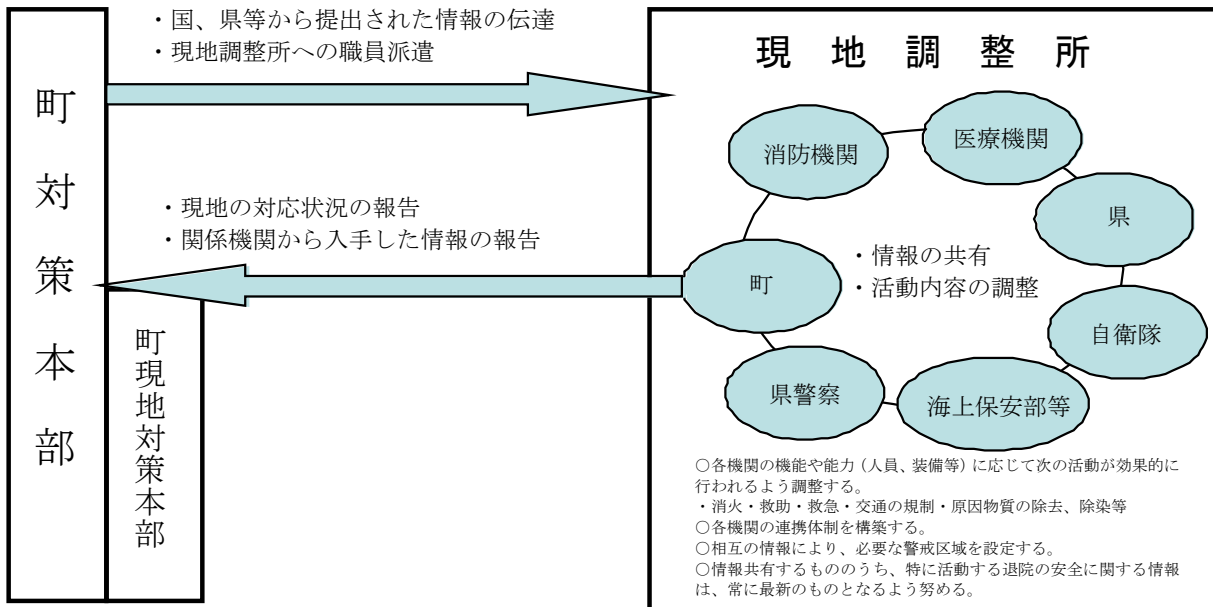 ・国、県等から提出された情報の伝達
・現地調整所への職員派遣
町対策本部
・現地の対応状況の報告
・関係機関から入手した情報の報告
町現地対策本部
現地調整所
消防機関
医療機関
県
町
・情報の共有
・活動内容の調整
自衛隊
県警察
海上保安部等
○各機関の機能や能力（人員、装備等）に応じて次の活動が効果的に
行われるよう調整する。
・消火・救助・救急・交通の規制・原因物質の除去、除染等
○各機関の連携体制を構築する。
○相互の情報により、必要な警戒区域を設定する。
○情報共有するもののうち、特に活動する退院の安全に関する情報
は、常に最新のものとなるよう努める。